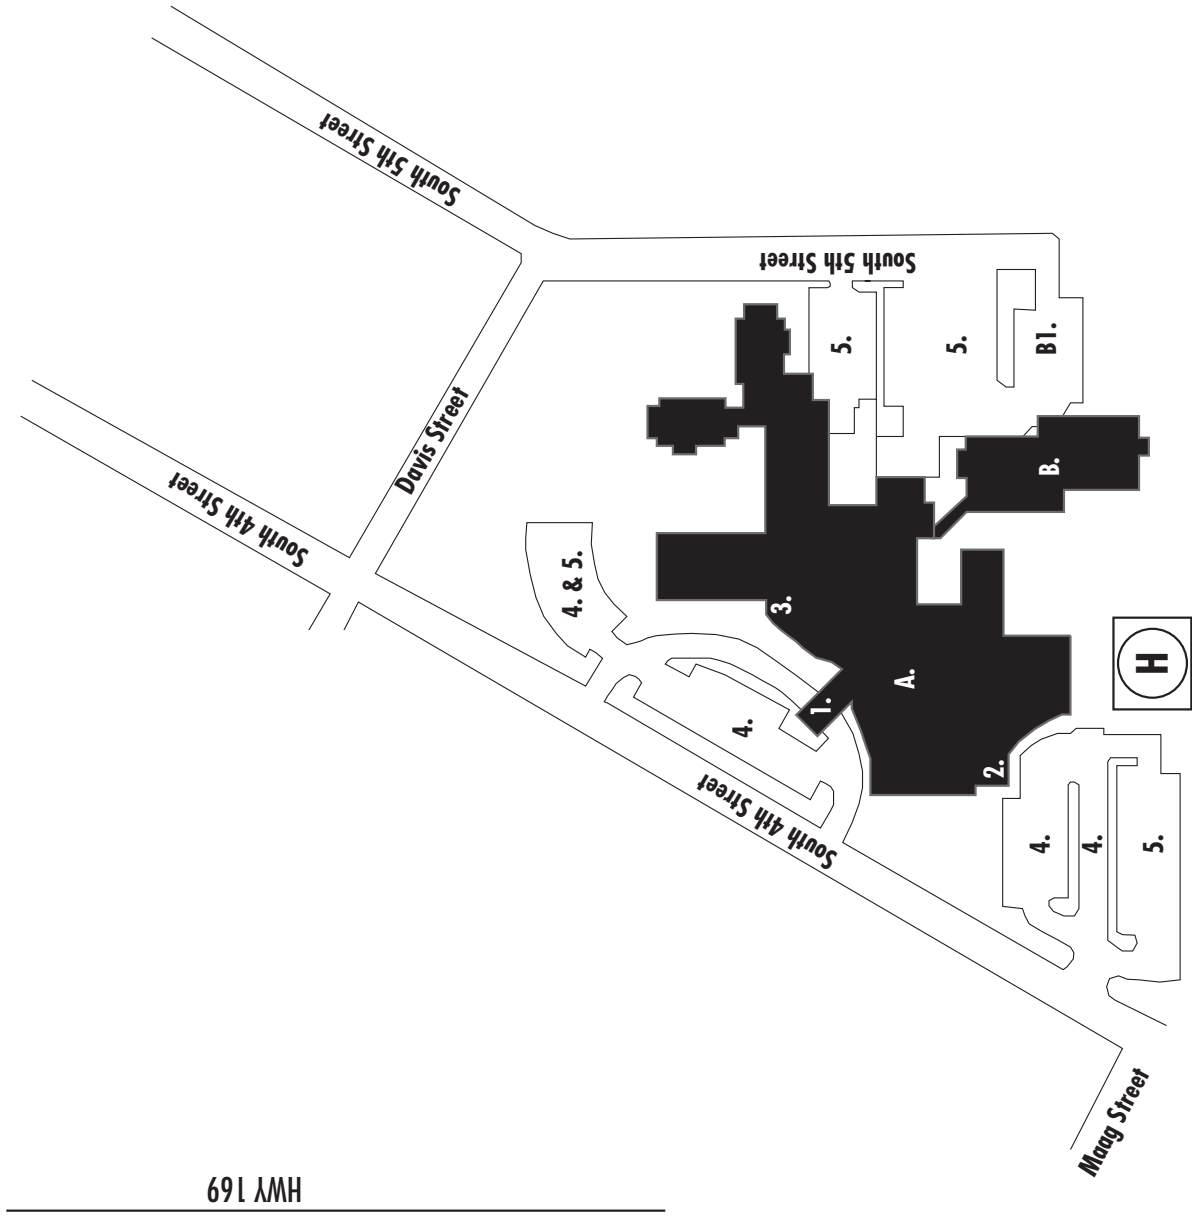 South 5th Street
South 5th Street
Davis Street
South 4th Street
5.
5.
B1.
B.
4. & 5.
3.
A.
H
1.
4.
2.
South 4th Street
4.
4.
5.
Maag Street
HWY 169